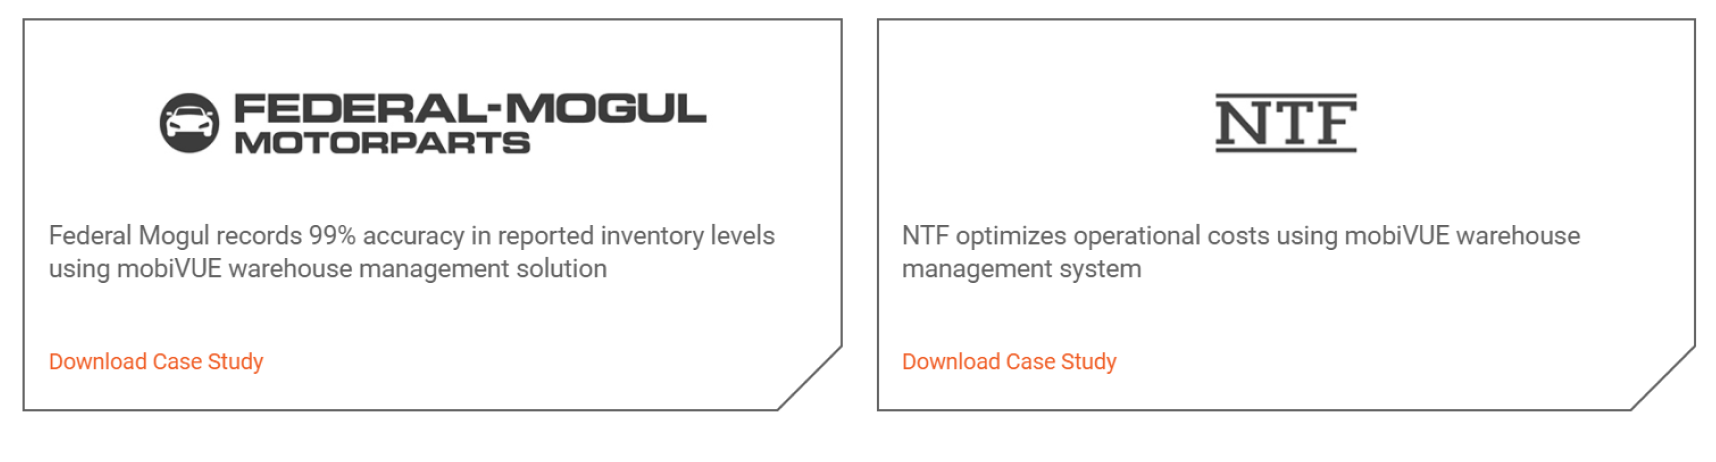 FEDERAL-MOGUL
MOTORPARTS
Federal Mogul records 99% accuracy in reported inventory levels
using mobiVUE warehouse management solution
Download Case Study
NTF
NTF optimizes operational costs using mobiVUE warehouse
management system
Download Case Study